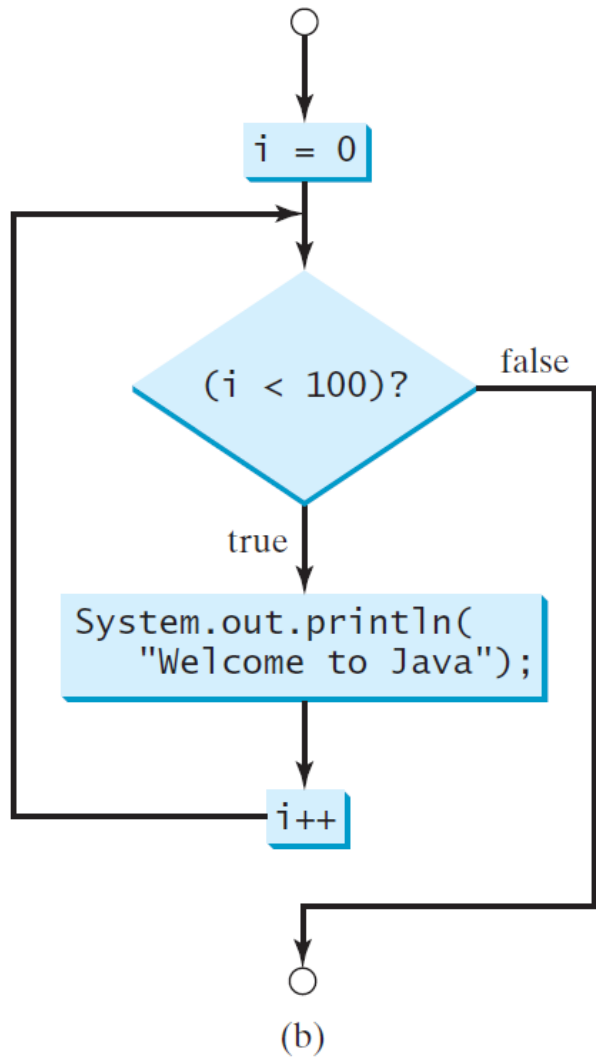 i = 0
(i < 100)?
false
true
System.out.println(
"Welcome to Java");
i++
(b)